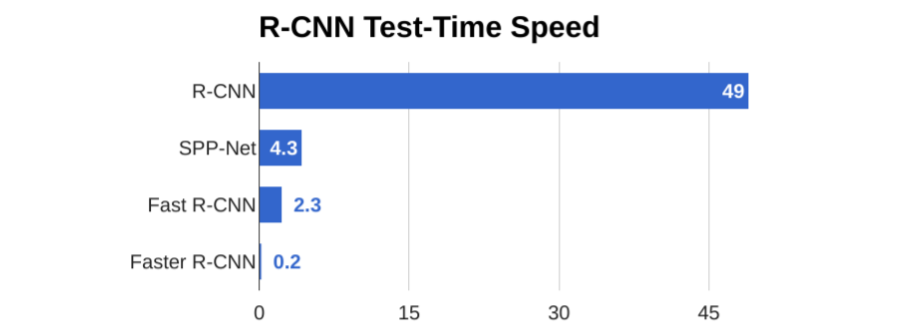 R-CNN Test-Time Speed
R-CNN 49
SPP-Net 4.3
Fast R-CNN 2.3
Faster R-CNN 0.2
0 15 30 45